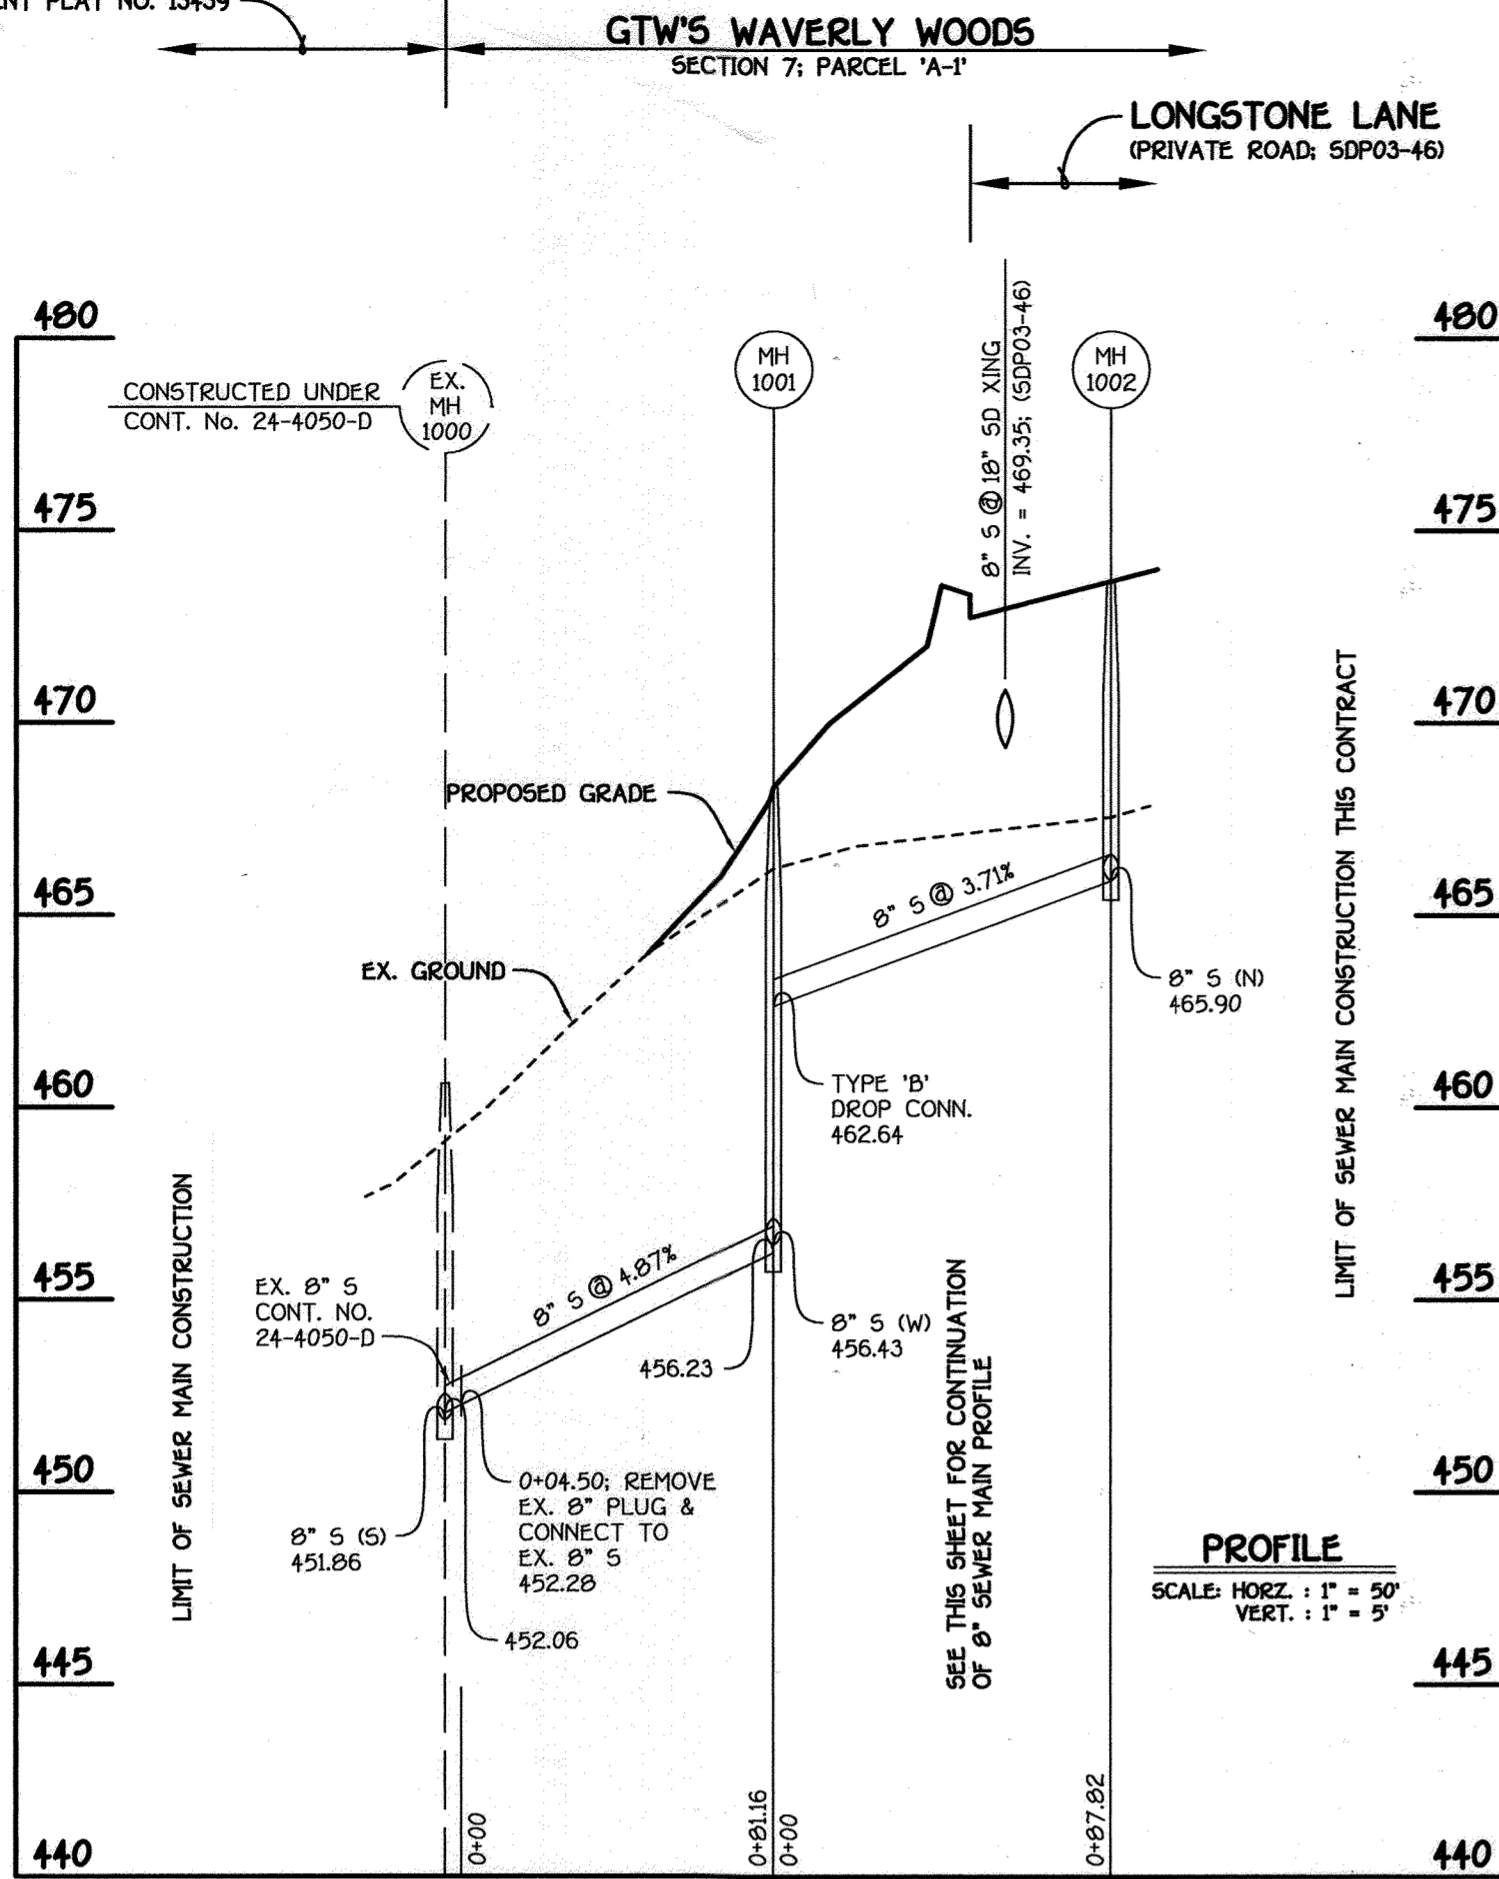 ENT PLAT NO. 13439
GTW'S WAVERLY WOODS
SECTION 7; PARCEL 'A-1'
LONGSTONE LANE
(PRIVATE ROAD; SDP03-46)
480
480
CONSTRUCTED UNDER
CONT. No. 24-4050-D
EX.
MH
1000
MH
1001
8" S @ 18" SD XING
INV. = 469.35; (SDP03-46)
MH
1002
475
475
470
470
PROPOSED GRADE
465
465
8" S @ 3.71%
EX. GROUND
8" S (N)
465.90
LIMIT OF SEWER MAIN CONSTRUCTION THIS CONTRACT
460
460
TYPE 'B'
DROP CONN.
462.64
LIMIT OF SEWER MAIN CONSTRUCTION
455
455
EX. 8" S
CONT. NO.
24-4050-D
8" S @ 4.87%
8" S (W)
456.43
456.23
SEE THIS SHEET FOR CONTINUATION
OF 8" SEWER MAIN PROFILE
450
450
8" S (S)
451.86
0+04.50; REMOVE
EX. 8" PLUG &
CONNECT TO
EX. 8" S
452.28
452.06
PROFILE
SCALE: HORZ. : 1" = 50'
VERT. : 1" = 5'
445
445
440
440
0+00
0+81.16
0+00
0+87.82